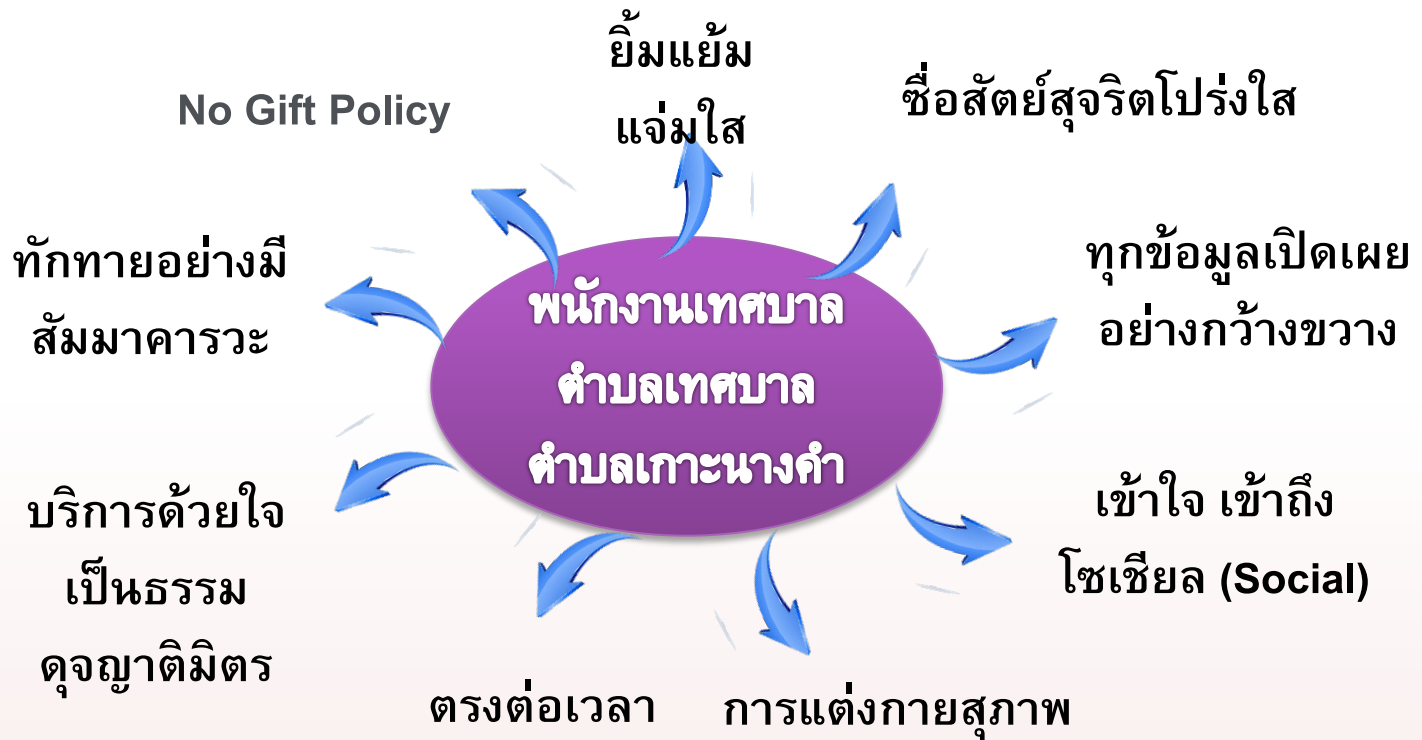 ยิ้มแย้ม
แจ่มใส
No Gift Policy
ซื่อสัตย์สุจริตโปร่งใส
ทักทายอย่างมี
สัมมาคารวะ
ทุกข้อมูลเปิดเผย
อย่างกว้างขวาง
พนักงานเทศบาล
ตำบลเทศบาล
ตำบลเกาะนางคำ
บริการด้วยใจ
เป็นธรรม
ดุจญาติมิตร
เข้าใจ เข้าถึง
โซเชียล (Social)
ตรงต่อเวลา
การแต่งกายสุภาพ